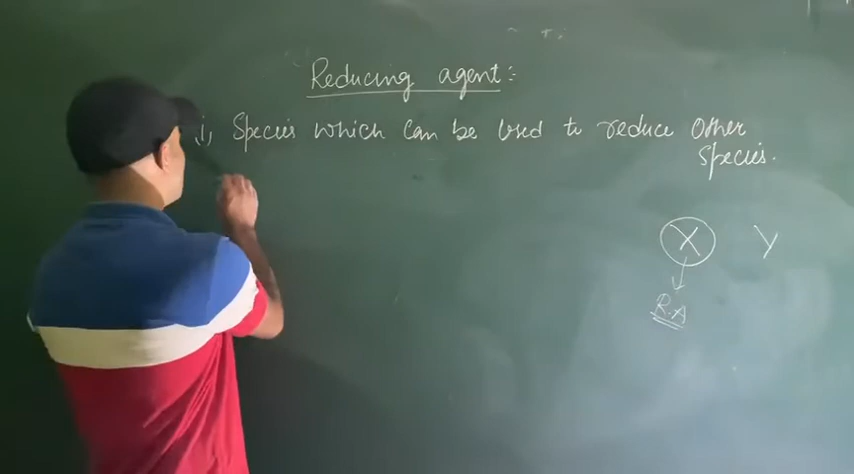 Reducing agent:
i, Species which can be used to reduce other
species.
X Y
R.A